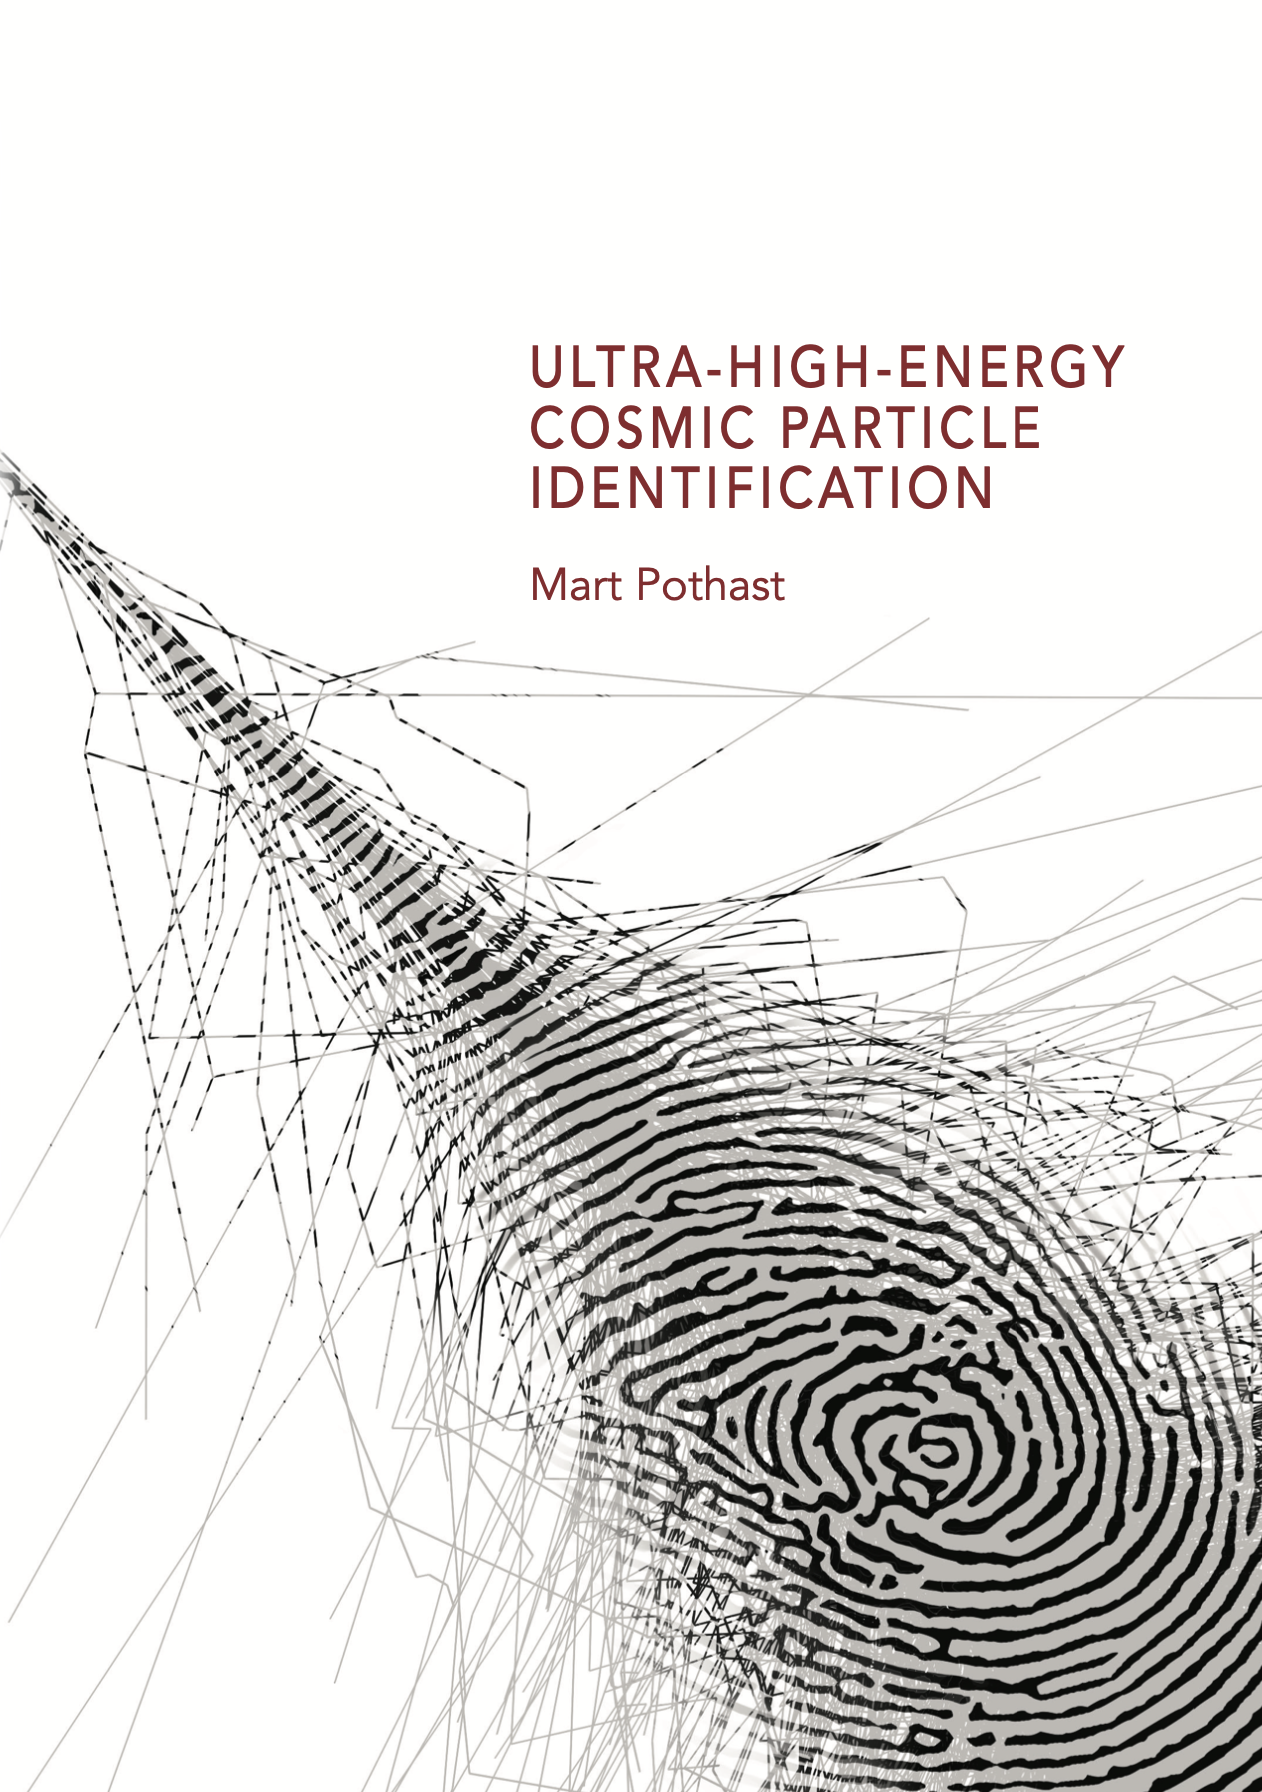 ULTRA-HIGH-ENERGY
COSMIC PARTICLE
IDENTIFICATION
Mart Pothast